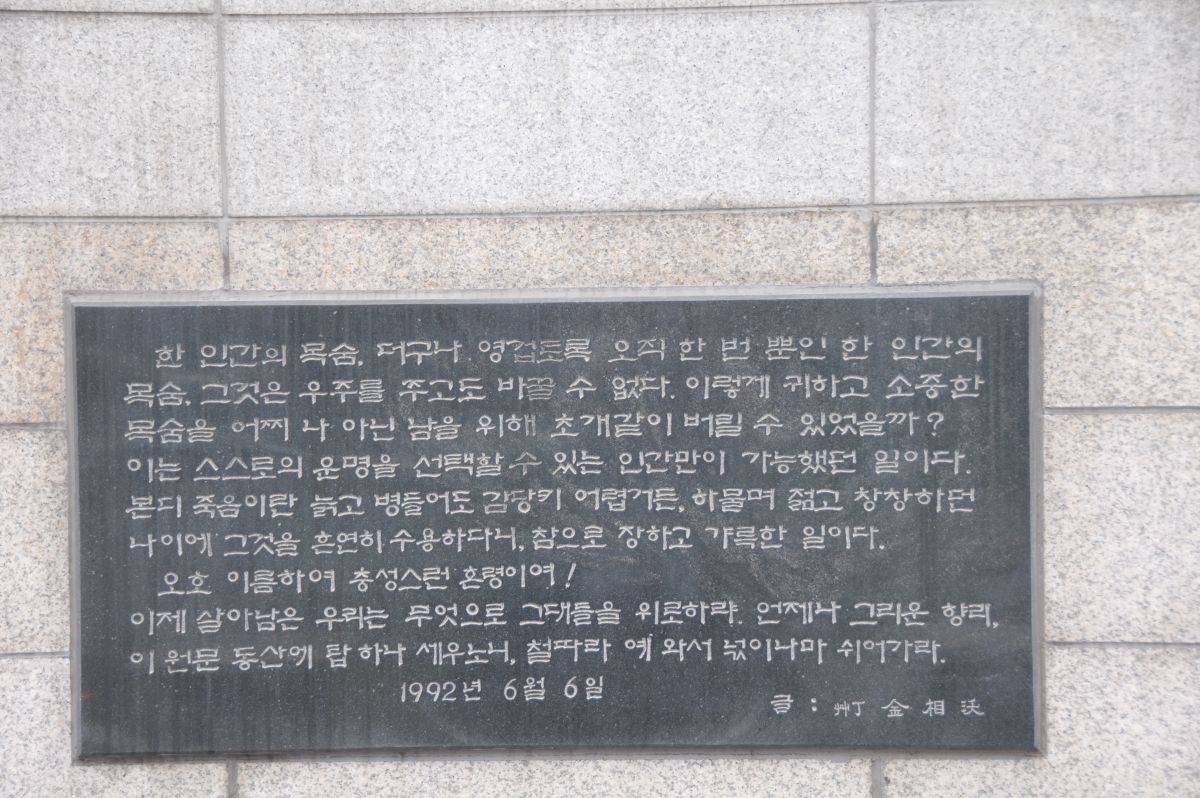 한 인간의 목숨, 더구나 영겁토록 오직 한 번 뿐인 한 인간의
목숨. 그것은 우주를 주고도 바꿀 수 없다. 이렇게 귀하고 소중한
목숨을 어찌 나 아닌 남을 위해 초개같이 버릴 수 있었을까?
이는 스스로의 운명을 선택할 수 있는 인간만이 가능했던 일이다.
본디 죽음이란 늙고 병들어도 감당키 어렵거든, 하물며 젊고 창창하던
나이에 그것을 흔연히 수용하다니, 참으로 장하고 갸륵한 일이다.
오호 이름하여 충성스런 혼령이여!
이제 살아남은 우리는 무엇으로 그대들을 위로하랴. 언제나 그리운 향리,
이 원문 동산에 탑 하나 세우노니, 철따라 예 와서 넋이나마 쉬어가라.
1992년 6월 6일
글 : 艸丁 金相沃